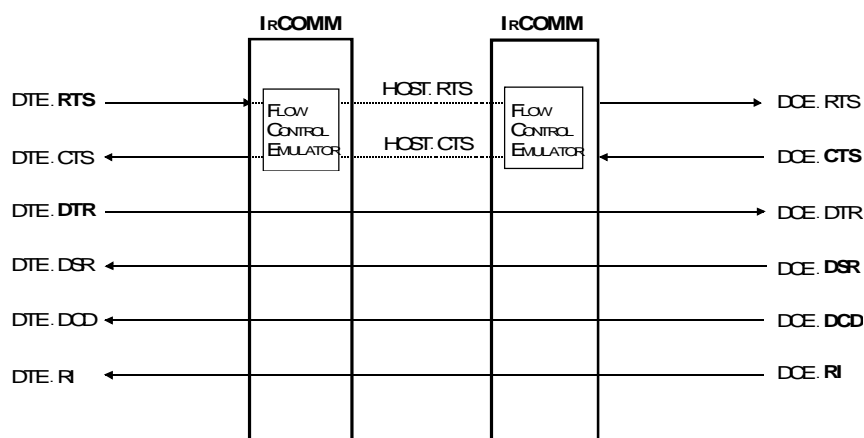 IRCOMM IRCOMM
DTE. RTS HOST. RTS DCE. RTS
FLOW CONTROL EMULATOR
FLOW CONTROL EMULATOR
DTE. CTS HOST. CTS DCE. CTS
DTE. DTR DCE. DTR
DTE. DSR DCE. DSR
DTE. DCD DCE. DCD
DTE. RI DCE. RI